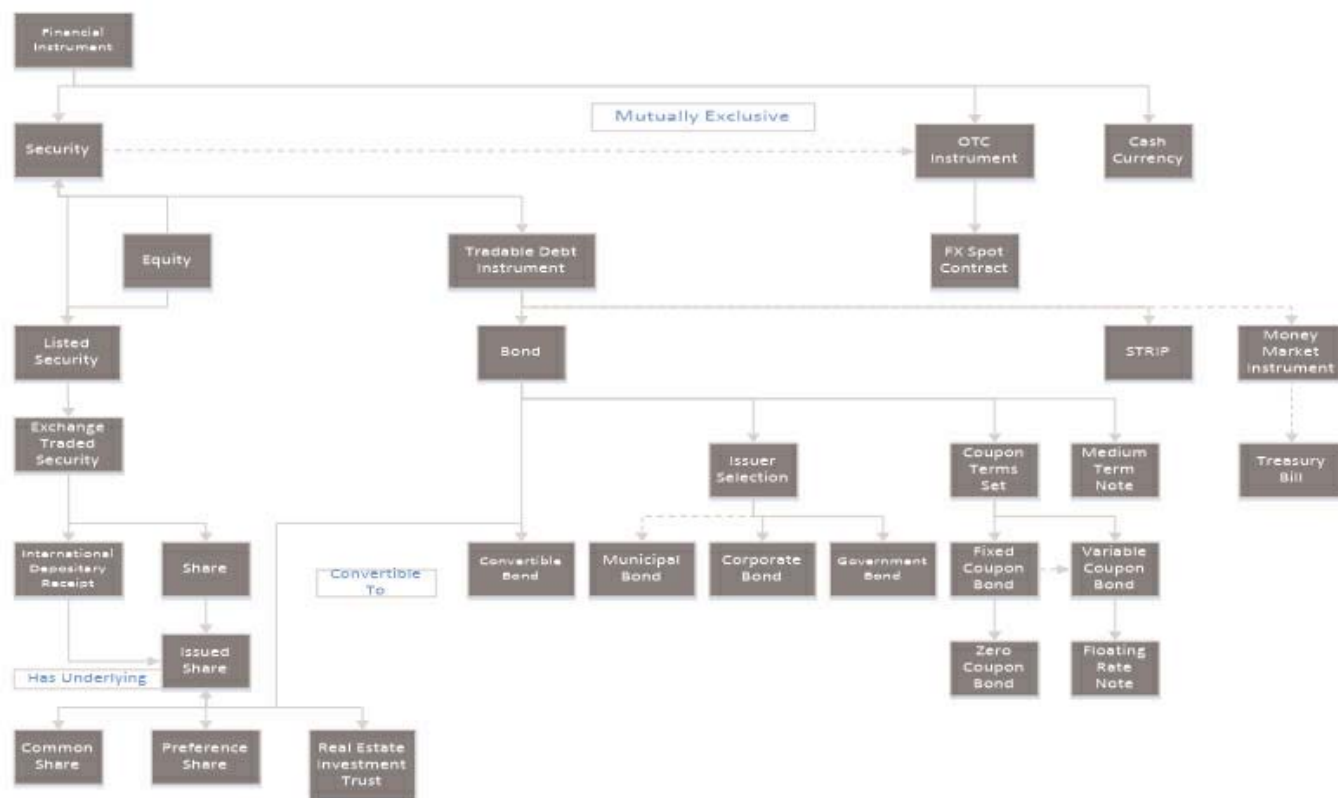 Financial
Instrument
Mutually Exclusive
Security
OTC
Instrument
Cash
Currency
Equity
Tradable Debt
Instrument
FX Spot
Contract
Listed
Security
Bond
STRIP
Money
Market
Instrument
Exchange
Traded
Security
Issuer
Selection
Coupon
Terms
Set
Medium
Term
Note
Treasury
Bill
International
Depository
Receipt
Share
Convertible
To
Convertible
Bond
Municipal
Bond
Corporate
Bond
Government
Bond
Fixed
Coupon
Bond
Variable
Coupon
Bond
Issued
Share
Has Underlying
Zero
Coupon
Bond
Floating
Rate
Note
Common
Share
Preference
Share
Real Estate
Investment
Trust